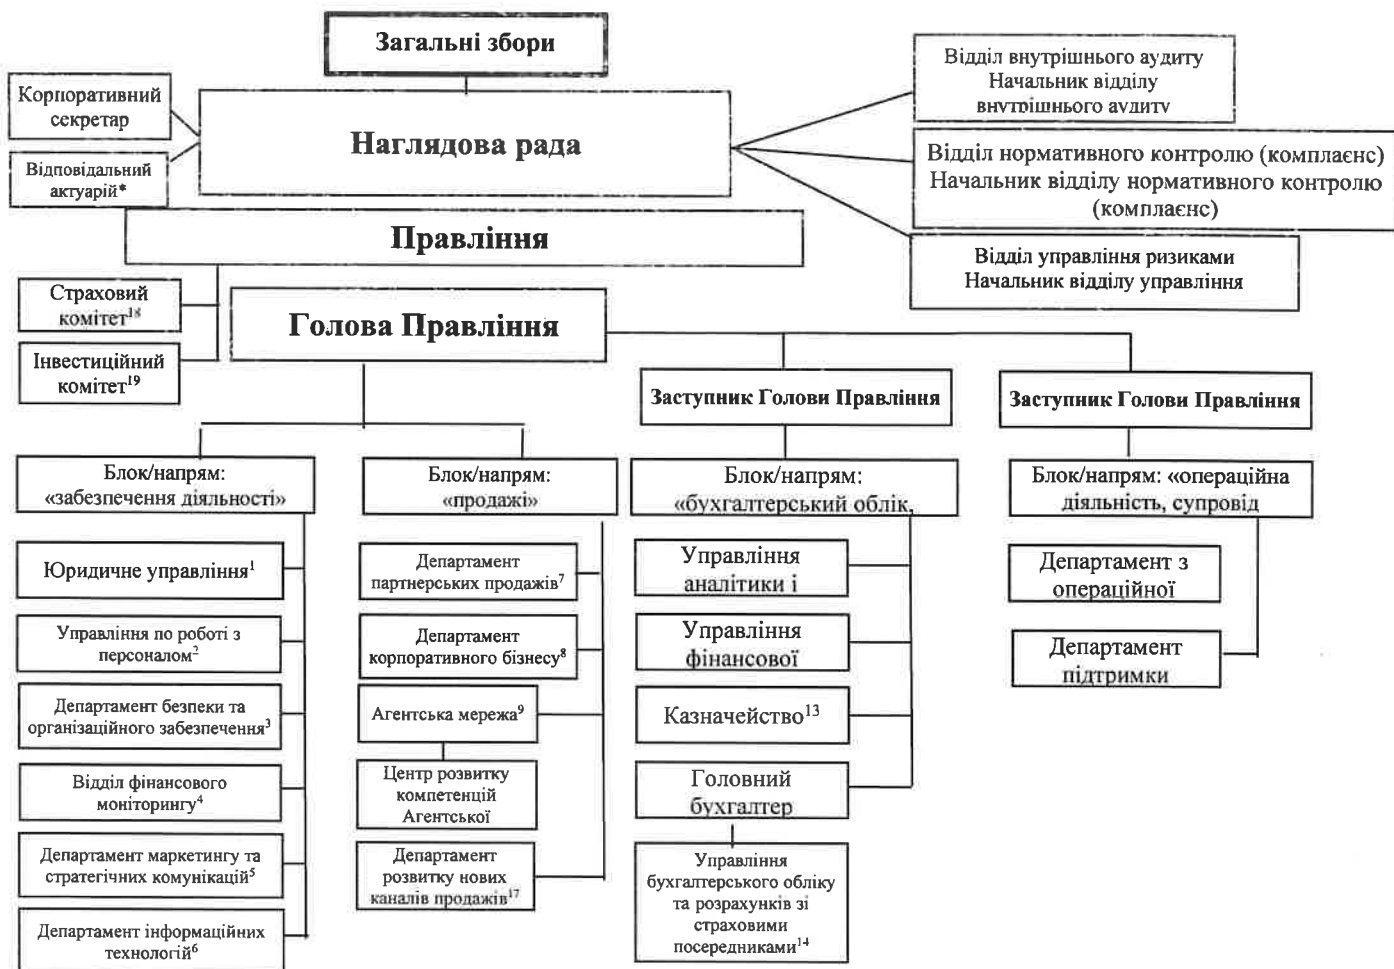 Загальні збори
Корпоративний
секретар
Наглядова рада
Відповідальний
актуарій*
Відділ внутрішнього аудиту
Начальник відділу
внутрішнього аудиту
Відділ нормативного контролю (комплаєнс)
Начальник відділу нормативного контролю
(комплаєнс)
Відділ управління ризиками
Начальник відділу управління
Правління
Страховий
комітет¹⁸
Інвестиційний
комітет¹⁹
Голова Правління
Заступник Голови Правління
Заступник Голови Правління
Блок/напрям:
«забезпечення діяльності»
Юридичне управління¹
Управління по роботі з
персоналом²
Департамент безпеки та
організаційного забезпечення³
Відділ фінансового
моніторингу⁴
Департамент маркетингу та
стратегічних комунікацій⁵
Департамент інформаційних
технологій⁶
Блок/напрям:
«продажі»
Департамент
партнерських продажів⁷
Департамент
корпоративного бізнесу⁸
Агентська мережа⁹
Центр розвитку
компетенцій
Агентської
Департамент
розвитку нових
каналів продажів¹⁷
Блок/напрям:
«бухгалтерський облік,
Управління
аналітики і
Управління
фінансової
Казначейство¹³
Головний
бухгалтер
Управління
бухгалтерського обліку
та розрахунків зі
страховими
посередниками¹⁴
Блок/напрям: «операційна
діяльність, супровід
Департамент з
операційної
Департамент
підтримки